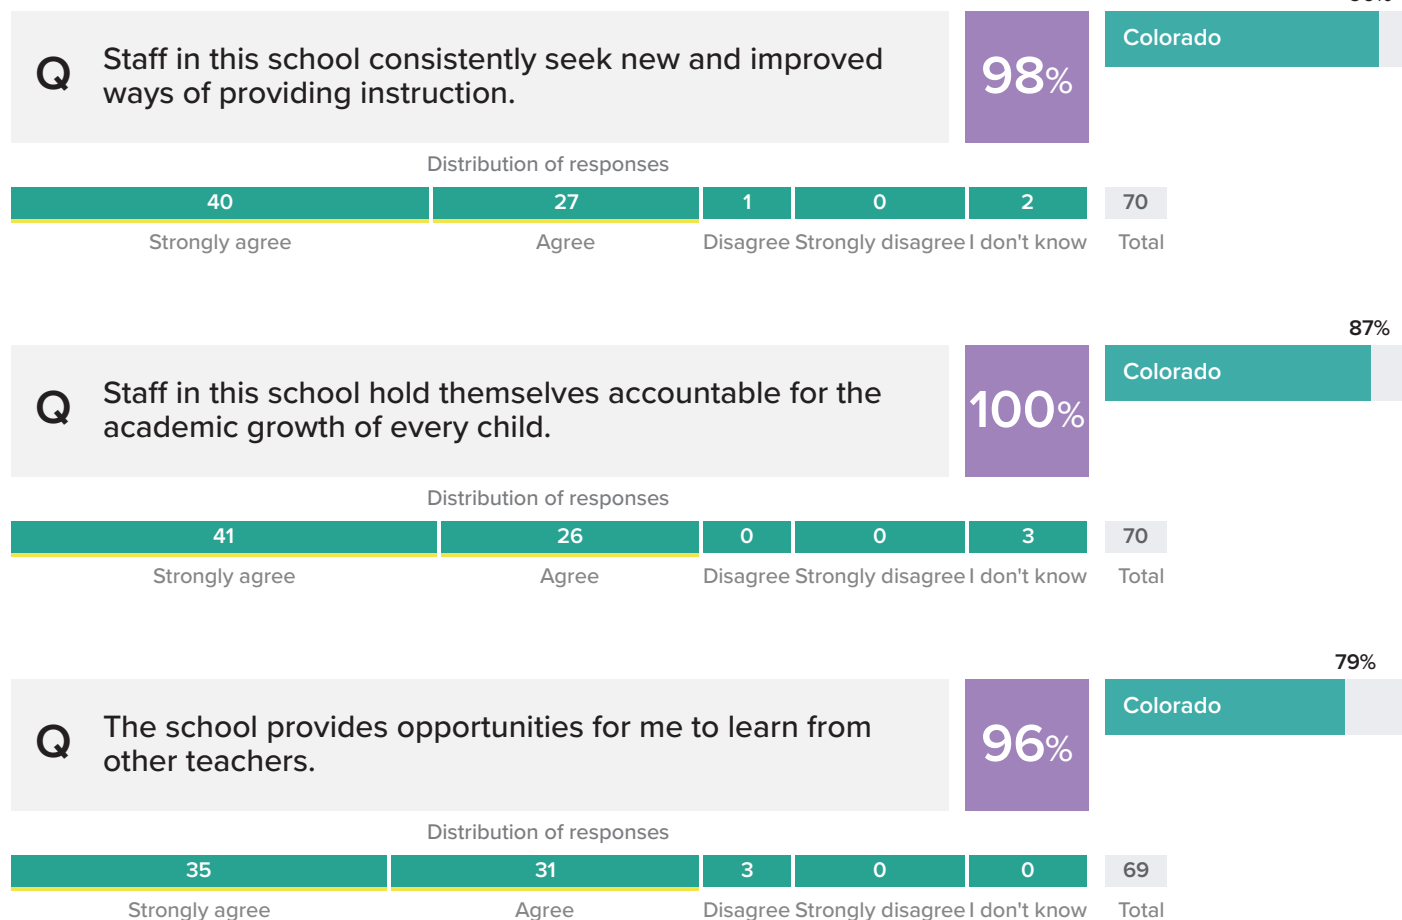 Q
Staff in this school consistently seek new and improved
ways of providing instruction.
98%
Colorado
Distribution of responses
40 27 1 0 2 70
Strongly agree Agree Disagree Strongly disagree I don't know Total
87%
Q
Staff in this school hold themselves accountable for the
academic growth of every child.
100%
Colorado
Distribution of responses
41 26 0 0 3 70
Strongly agree Agree Disagree Strongly disagree I don't know Total
79%
Q
The school provides opportunities for me to learn from
other teachers.
96%
Colorado
Distribution of responses
35 31 3 0 0 69
Strongly agree Agree Disagree Strongly disagree I don't know Total